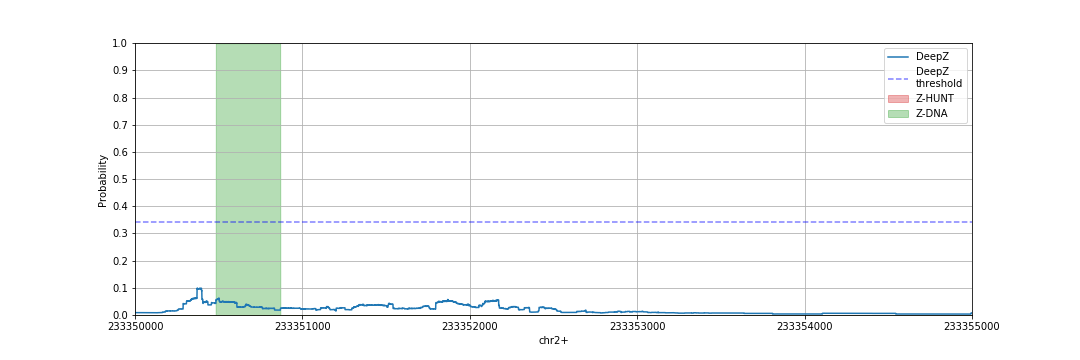 1.0
0.9
0.8
0.7
0.6
0.5
0.4
0.3
0.2
0.1
0.0
Probability
DeepZ
DeepZ
threshold
Z-HUNT
Z-DNA
233350000
233351000
233352000
233353000
233354000
233355000
chr2+